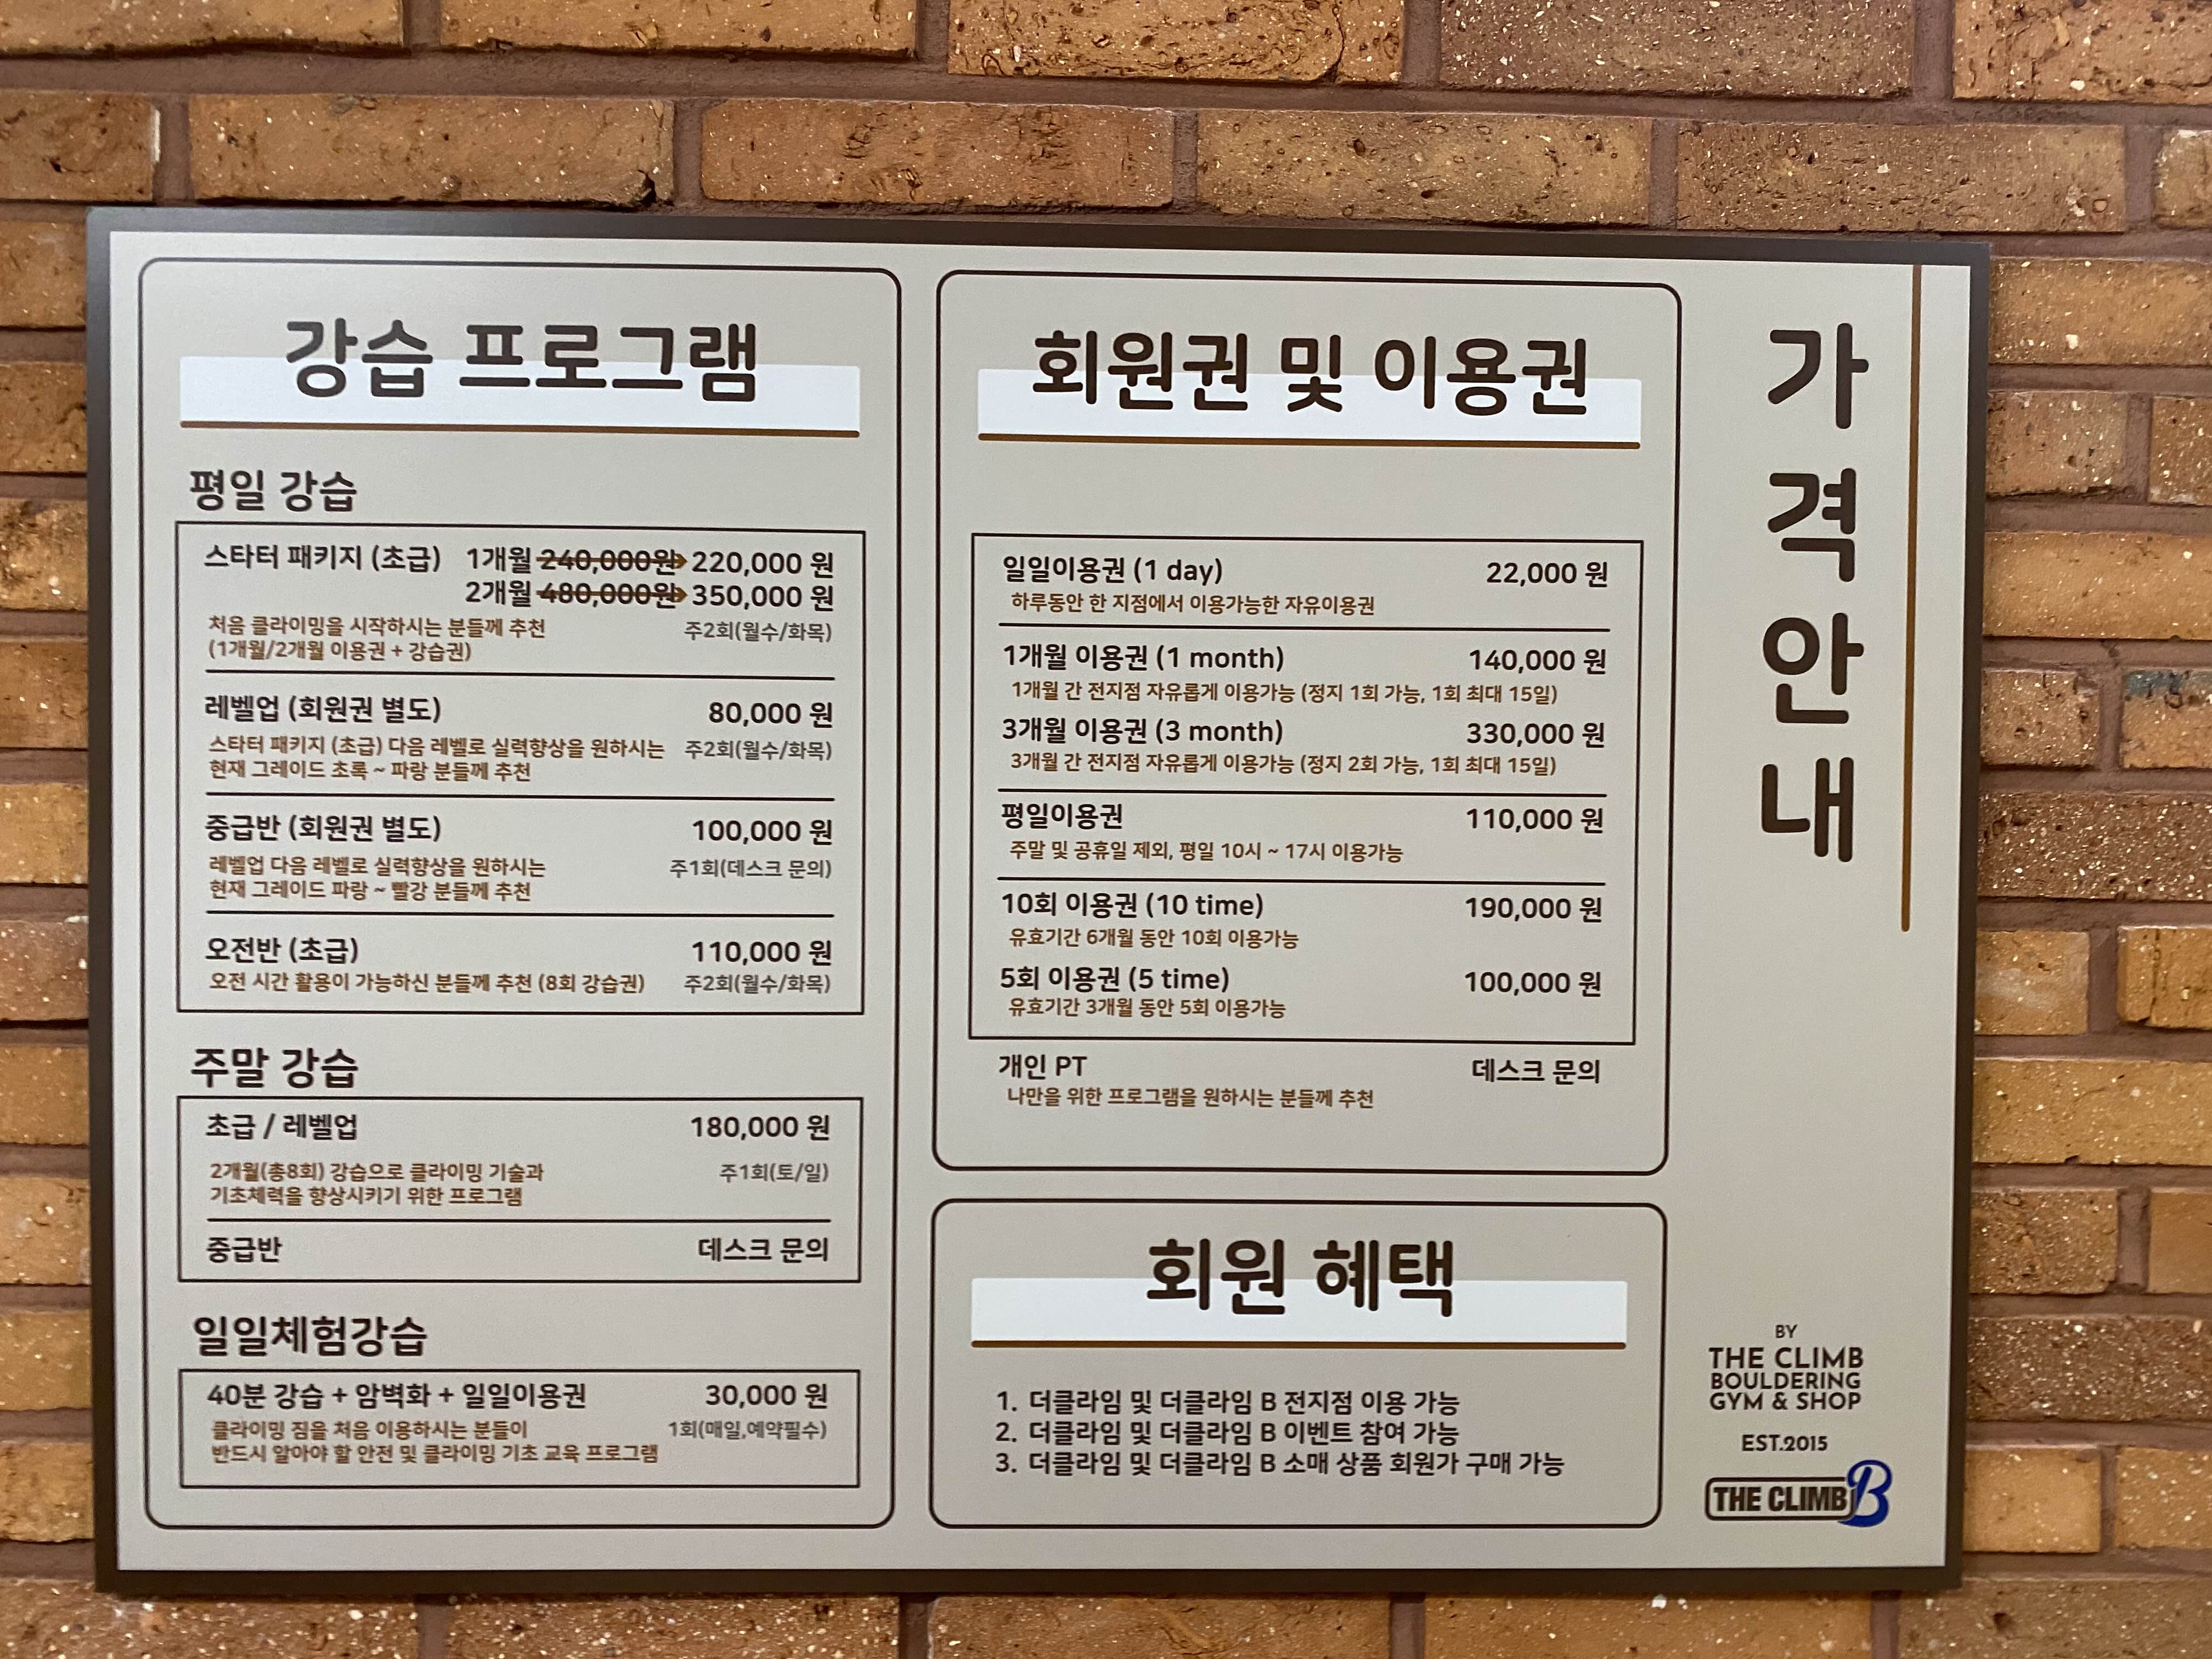 강습 프로그램
평일 강습
스타터 패키지 (초급) 1개월 240,000원 220,000 원
2개월 480,000원 350,000 원
처음 클라이밍을 시작하시는 분들께 추천 주2회(월수/화목)
(1개월/2개월 이용권 + 강습권)
레벨업 (회원권 별도) 80,000 원
스타터 패키지 (초급) 다음 레벨로 실력향상을 원하시는 주2회(월수/화목)
현재 그레이드 초록 ~ 파랑 분들께 추천
중급반 (회원권 별도) 100,000 원
레벨업 다음 레벨로 실력향상을 원하시는 주1회(데스크 문의)
현재 그레이드 파랑 ~ 빨강 분들께 추천
오전반 (초급) 110,000 원
오전 시간 활용이 가능하신 분들께 추천 (8회 강습권) 주2회(월수/화목)
주말 강습
초급 / 레벨업 180,000 원
2개월(총8회) 강습으로 클라이밍 기술과 주1회(토/일)
기초체력을 향상시키기 위한 프로그램
중급반 데스크 문의
일일체험강습
40분 강습 + 암벽화 + 일일이용권 30,000 원
클라이밍 짐을 처음 이용하시는 분들이 1회(매일,예약필수)
반드시 알아야 할 안전 및 클라이밍 기초 교육 프로그램
회원권 및 이용권
일일이용권 (1 day) 22,000 원
하루동안 한 지점에서 이용가능한 자유이용권
1개월 이용권 (1 month) 140,000 원
1개월 간 전지점 자유롭게 이용가능 (정지 1회 가능, 1회 최대 15일)
3개월 이용권 (3 month) 330,000 원
3개월 간 전지점 자유롭게 이용가능 (정지 2회 가능, 1회 최대 15일)
평일이용권 110,000 원
주말 및 공휴일 제외, 평일 10시 ~ 17시 이용가능
10회 이용권 (10 time) 190,000 원
유효기간 6개월 동안 10회 이용가능
5회 이용권 (5 time) 100,000 원
유효기간 3개월 동안 5회 이용가능
개인 PT 데스크 문의
나만을 위한 프로그램을 원하시는 분들께 추천
회원 혜택
1. 더클라임 및 더클라임 B 전지점 이용 가능
2. 더클라임 및 더클라임 B 이벤트 참여 가능
3. 더클라임 및 더클라임 B 소매 상품 회원가 구매 가능
가격안내
BY
THE CLIMB
BOULDERING
GYM & SHOP
EST.2015
THE CLIMB B